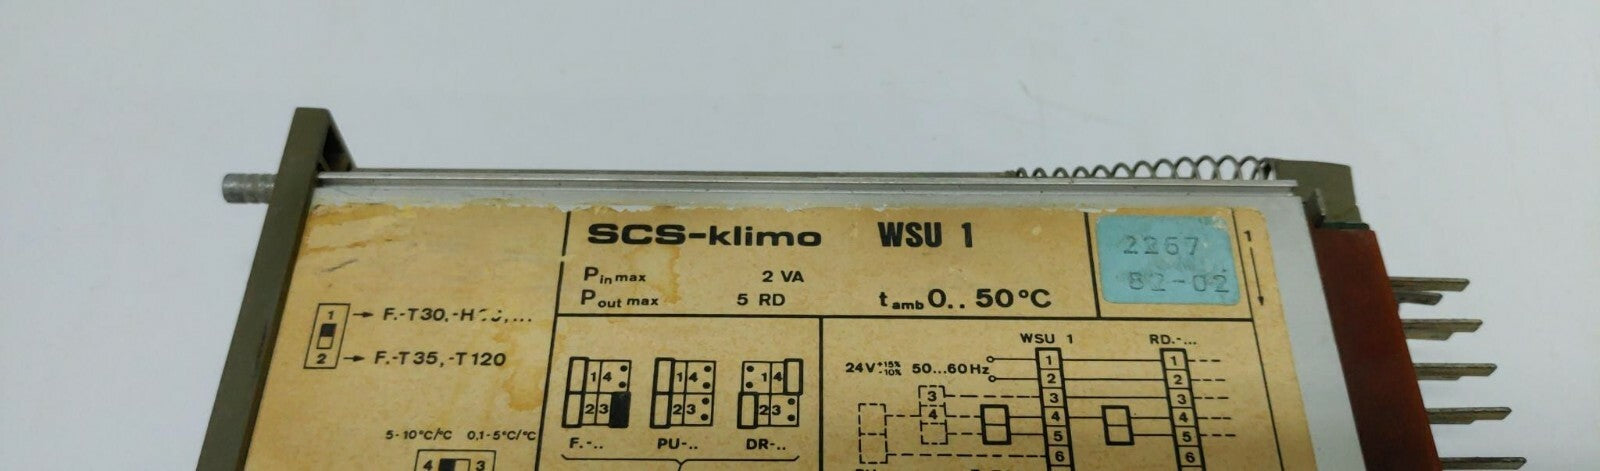 SCS-klimo WSU 1
2267
82-02
1
Pin max 2 VA
Pout max 5 RD tamb 0.. 50°C
1 → F.-T30.-H
2 → F.-T35,-T120
WSU 1 RD.-...
24V +15% -10% 50...60Hz
1 4 1 4 1 4
2 3 2 3 2 3
F.-.. PU-.. DR-..
1 1
2 2
3 3 3
4 4 4
5 5
6 6
5-10°C/°C 0,1-5°C/°C
4 3